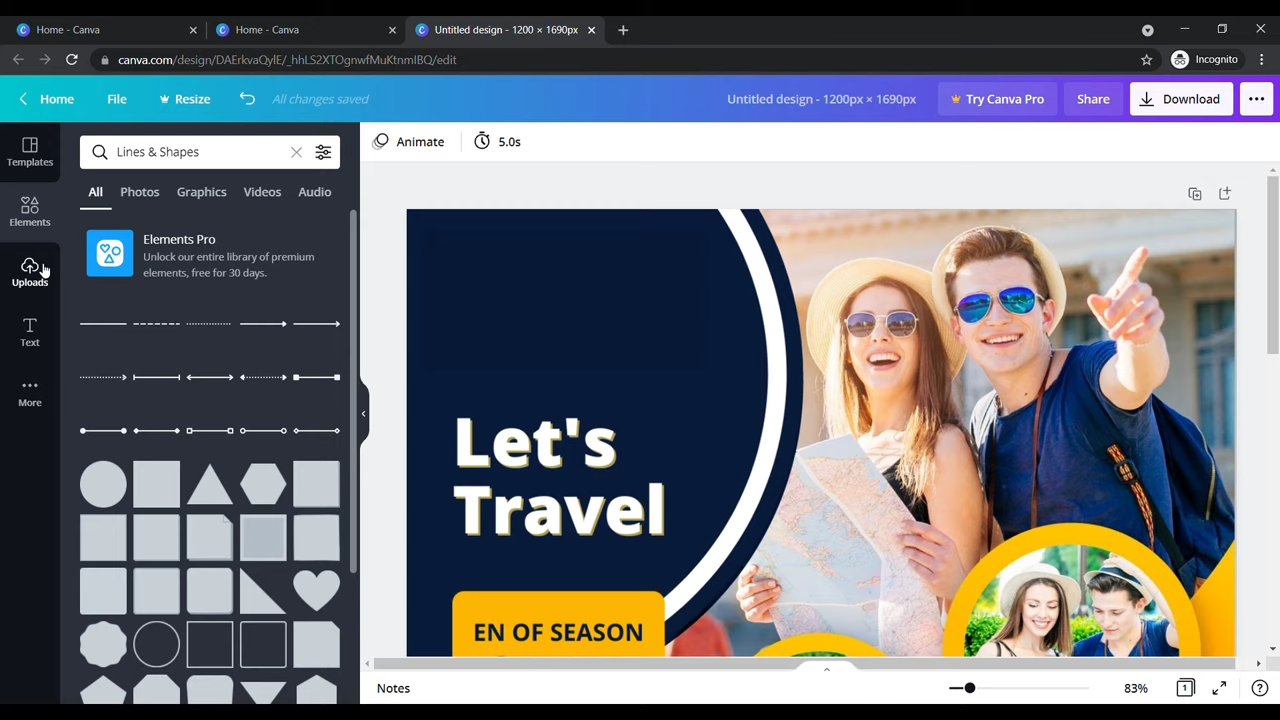 Home - Canva
Home - Canva
Untitled design - 1200 × 1690px
canva.com/design/DAErkvaQylE/_hhLS2XTOgnwfMuKtnmlBQ/edit
Incognito
Home
File
Resize
All changes saved
Untitled design - 1200px × 1690px
Try Canva Pro
Share
Download
Templates
Lines & Shapes
Animate
5.0s
All
Photos
Graphics
Videos
Audio
Elements
Elements Pro
Unlock our entire library of premium
elements, free for 30 days.
Uploads
Text
More
Let's
Travel
EN OF SEASON
Notes
83%
1